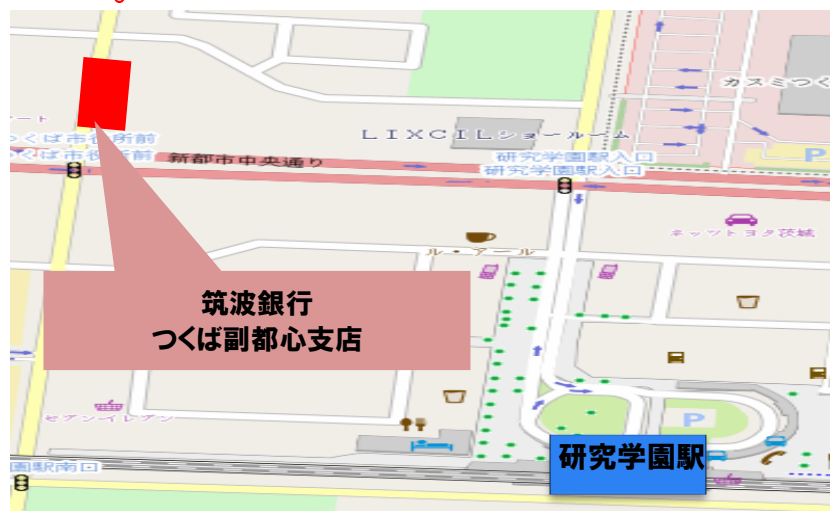 カスミつく
ート
つくば市役所前
つくば市役所前
LIXCILショールーム
新都市中央通り
研究学園駅入口
研究学園駅入口
P
ネッツトヨタ茨城
ル・アール
筑波銀行
つくば副都心支店
セブンイレブン
P
研究学園駅
園駅南口